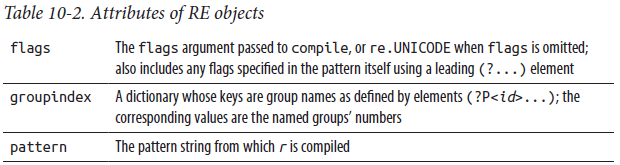 Table 10-2. Attributes of RE objects
flags The flags argument passed to compile, or re.UNICODE when flags is omitted;
also includes any flags specified in the pattern itself using a leading (?...) element
groupindex A dictionary whose keys are group names as defined by elements (?P<id>...); the
corresponding values are the named groups’ numbers
pattern The pattern string from which r is compiled